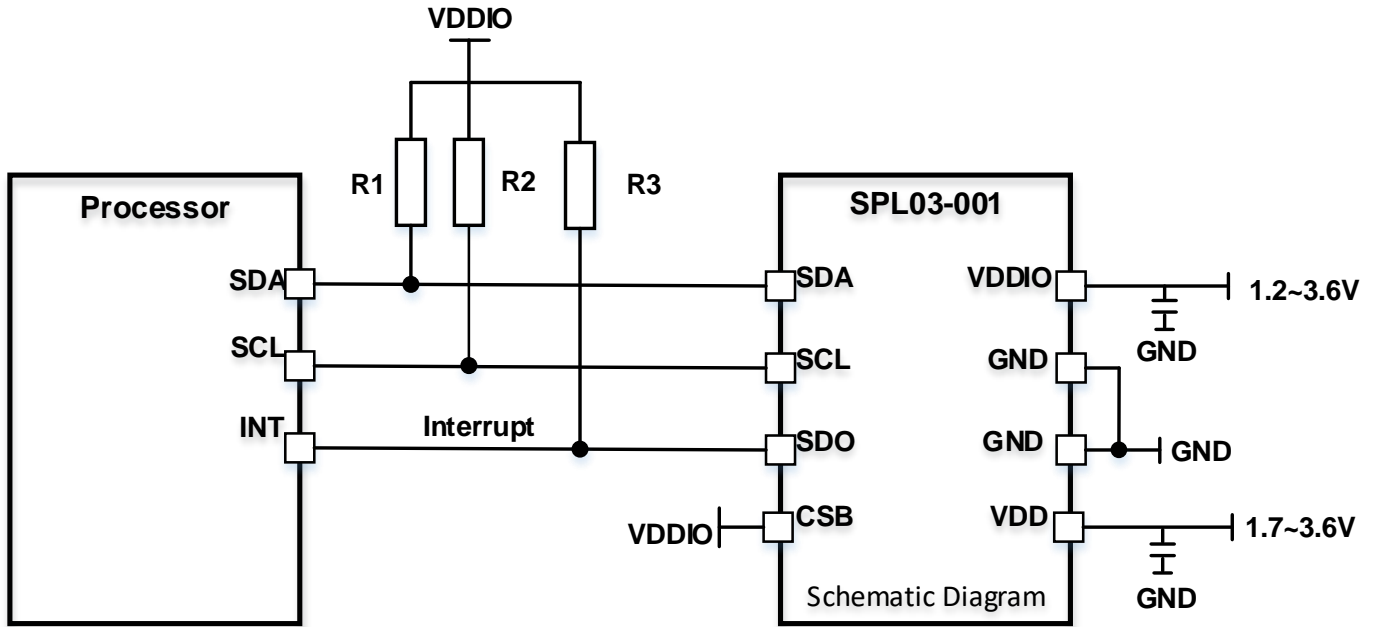 VDDIO
R1
R2
R3
Processor
SPL03-001
SDA
SDA
VDDIO
1.2~3.6V
GND
SCL
SCL
GND
INT
Interrupt
SDO
GND
GND
VDDIO
CSB
VDD
1.7~3.6V
GND
Schematic Diagram